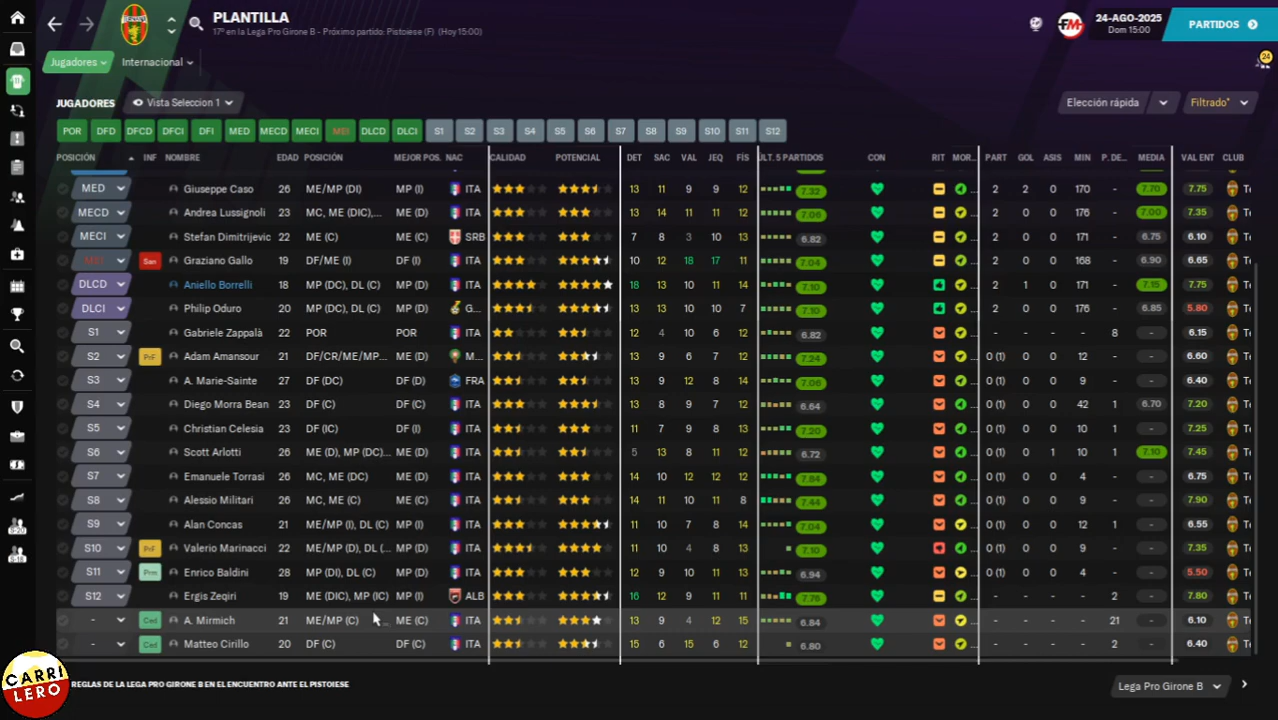 PLANTILLA
17º en la Lega Pro Girone B - Próximo partido: Pistoiese (F) (Hoy 15:00)
24-AGO-2025
Dom 15:00
PARTIDOS
FM
24
Jugadores
Internacional
JUGADORES
Vista Seleccion 1
Elección rápida
Filtrado*
POR DFD DFCD DFCI DFI MED MECD MECI MEI DLCD DLCI S1 S2 S3 S4 S5 S6 S7 S8 S9 S10 S11 S12
POSICIÓN INF NOMBRE EDAD POSICIÓN MEJOR POS. NAC CALIDAD POTENCIAL DET SAC VAL JEQ FÍS ÚLT. 5 PARTIDOS CON RIT MOR... PART GOL ASIS MIN P. DE... MEDIA VAL ENT CLUB
MED Giuseppe Caso 26 ME/MP (DI) MP (I) ITA 13 11 9 9 12 7.32 2 2 0 170 - 7.70 7.75
MECD Andrea Lussignoli 23 MC, ME (DIC),... ME (D) ITA 13 14 11 11 12 7.06 2 0 0 176 - 7.00 7.35
MECI Stefan Dimitrijevic 22 ME (C) ME (C) SRB 7 8 3 10 13 6.82 2 0 0 171 - 6.75 6.10
MEI San Graziano Gallo 19 DF/ME (I) DF (I) ITA 10 12 18 17 11 7.04 2 0 0 168 - 6.90 6.65
DLCD Aniello Borrelli 18 MP (DC), DL (C) MP (D) ITA 18 13 10 11 14 7.10 2 1 0 171 - 7.15 7.75
DLCI Philip Oduro 20 MP (DC), DL (C) MP (D) G... 13 13 10 10 7 7.10 2 0 0 176 - 6.85 5.80
S1 Gabriele Zappalà 22 POR POR ITA 12 4 10 6 12 6.82 - - - - 8 - 6.15
S2 PrF Adam Amansour 21 DF/CR/ME/MP... ME (D) M... 13 9 6 7 12 7.24 0 (1) 0 0 12 - - 6.60
S3 A. Marie-Sainte 27 DF (DC) DF (D) FRA 13 9 12 8 14 7.06 0 (1) 0 0 9 - - 6.40
S4 Diego Morra Bean 23 DF (C) DF (C) ITA 13 8 9 7 12 6.64 0 (1) 0 0 42 1 6.70 7.20
S5 Christian Celesia 23 DF (IC) DF (I) ITA 11 7 9 8 13 7.20 0 (1) 0 0 10 1 - 7.25
S6 Scott Arlotti 26 ME (D), MP (DC)... MP (D) ITA 5 13 8 11 12 6.72 0 (1) 0 1 10 1 7.10 7.45
S7 Emanuele Torrasi 26 MC, ME (DC) ME (D) ITA 14 10 12 12 12 7.84 0 (1) 0 0 4 - - 6.75
S8 Alessio Militari 26 MC, ME (C) ME (C) ITA 14 11 10 11 8 7.44 0 (1) 0 0 9 - - 7.90
S9 Alan Concas 21 ME/MP (I), DL (C) MP (I) ITA 11 10 7 8 14 7.04 0 (1) 0 0 12 1 - 6.55
S10 PrF Valerio Marinacci 22 ME/MP (D), DL (... MP (D) ITA 11 10 4 8 13 7.10 0 (1) 0 0 9 - - 7.35
S11 Prm Enrico Baldini 28 MP (DI), DL (C) MP (D) ITA 12 9 10 11 13 6.94 0 (1) 0 0 4 - - 5.50
S12 Ergis Zeqiri 19 ME (DIC), MP (IC) MP (I) ALB 16 12 9 11 11 7.76 - - - - 2 - 7.80
- Ced A. Mirmich 21 ME/MP (C) ME (C) ITA 13 9 4 12 15 6.84 - - - - 21 - 6.10
- Ced Matteo Cirillo 20 DF (C) DF (C) ITA 15 6 15 6 12 6.80 - - - - 2 - 6.40
REGLAS DE LA LEGA PRO GIRONE B EN EL ENCUENTRO ANTE EL PISTOIESE
Lega Pro Girone B
CARRILERO